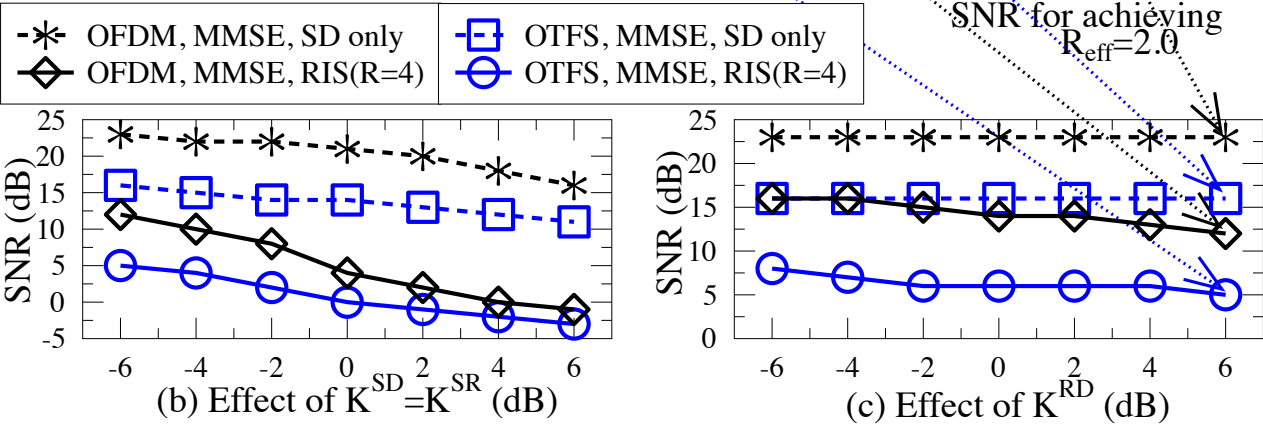 OFDM, MMSE, SD only
OFDM, MMSE, RIS(R=4)
OTFS, MMSE, SD only
OTFS, MMSE, RIS(R=4)
SNR for achieving
R_eff=2.0
SNR (dB)
25
20
15
10
5
0
-5
-6 -4 -2 0 2 4 6
(b) Effect of K^SD=K^SR (dB)
SNR (dB)
25
20
15
10
5
0
-6 -4 -2 0 2 4 6
(c) Effect of K^RD (dB)